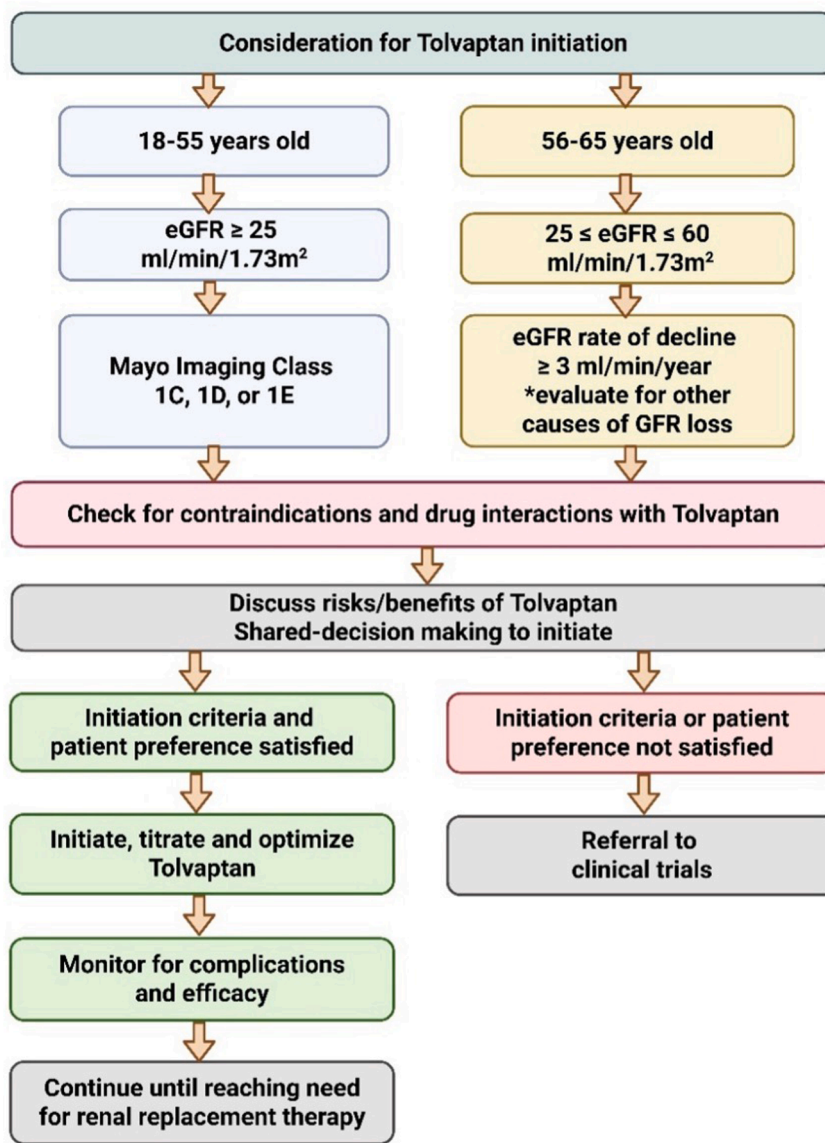 Consideration for Tolvaptan initiation
18-55 years old
eGFR ≥ 25
ml/min/1.73m²
Mayo Imaging Class
1C, 1D, or 1E
56-65 years old
25 ≤ eGFR ≤ 60
ml/min/1.73m²
eGFR rate of decline
≥ 3 ml/min/year
*evaluate for other
causes of GFR loss
Check for contraindications and drug interactions with Tolvaptan
Discuss risks/benefits of Tolvaptan
Shared-decision making to initiate
Initiation criteria and
patient preference satisfied
Initiate, titrate and optimize
Tolvaptan
Monitor for complications
and efficacy
Continue until reaching need
for renal replacement therapy
Initiation criteria or patient
preference not satisfied
Referral to
clinical trials